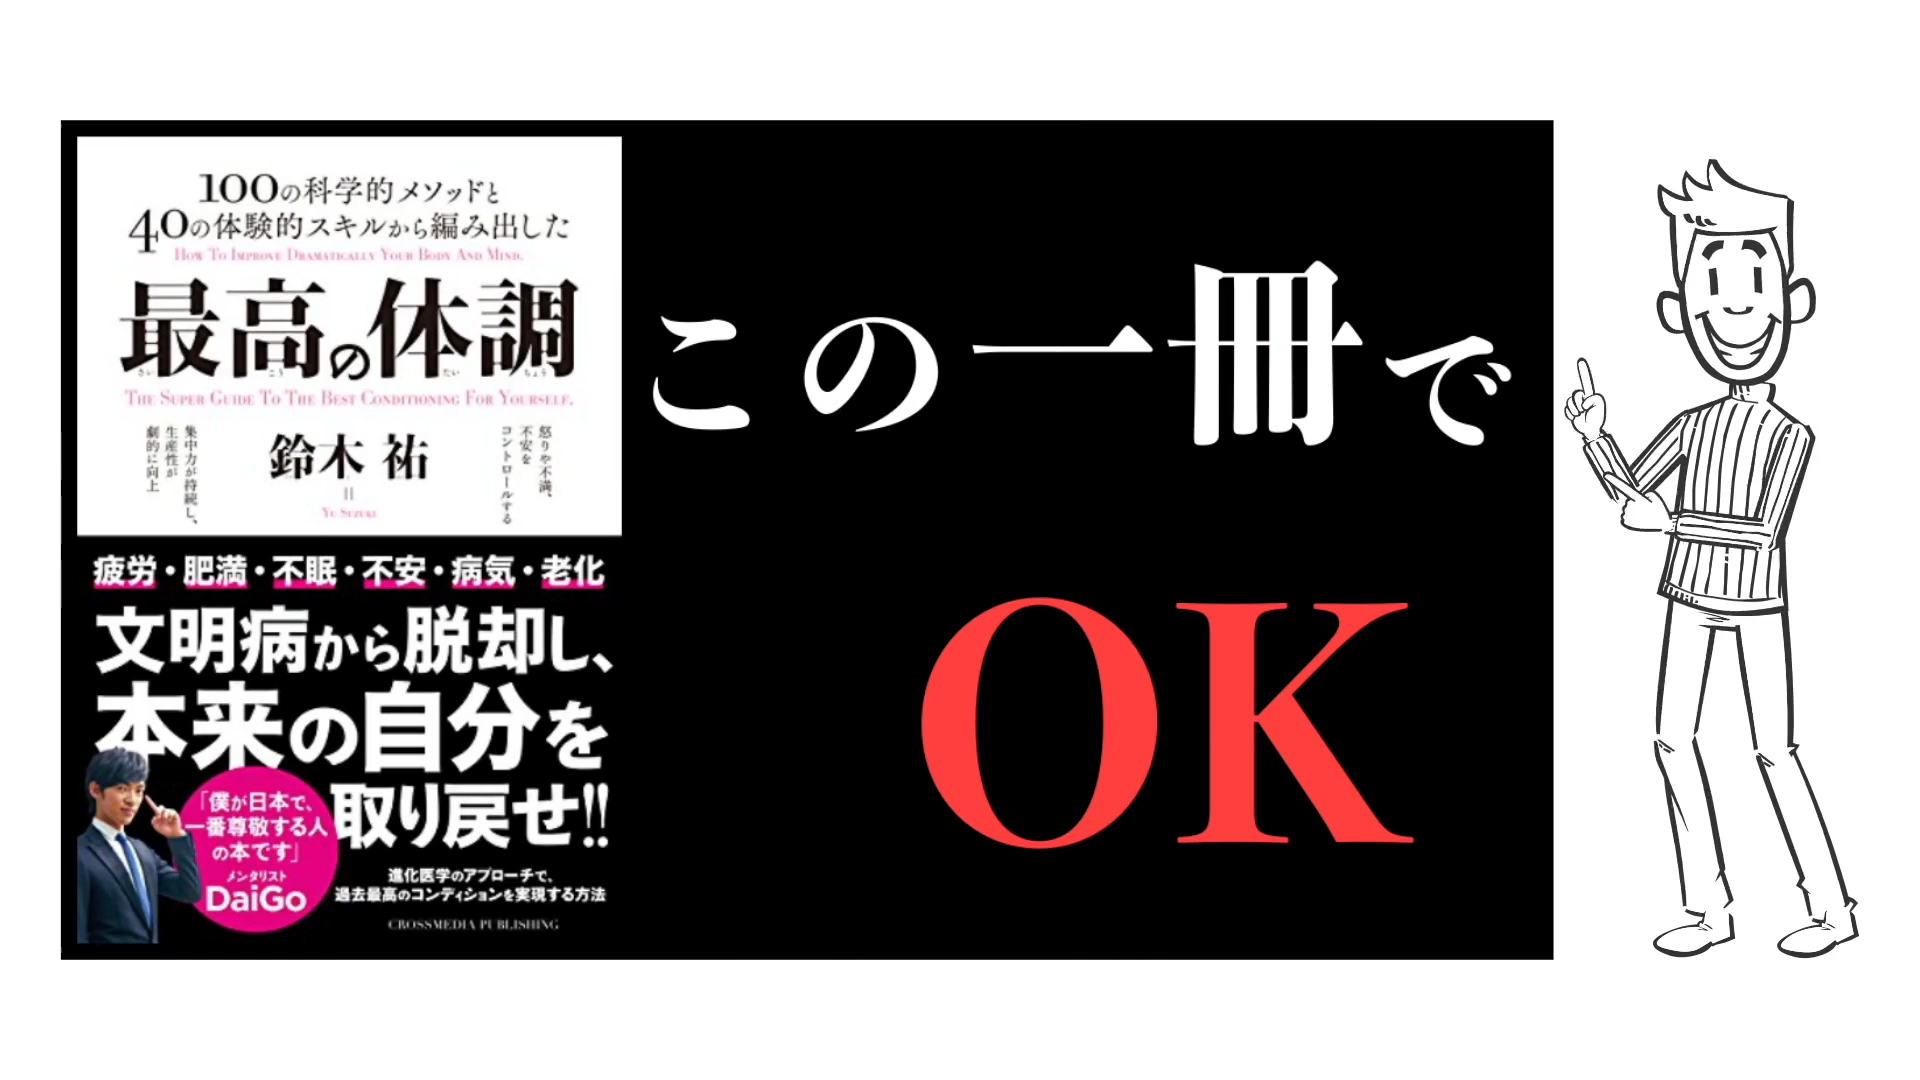 100の科学的メソッドと
40の体験的スキルから編み出した
HOW TO IMPROVE DRAMATICALLY YOUR BODY AND MIND.
最高の体調
さい こう たい ちょう
THE SUPER GUIDE TO THE BEST CONDITIONING FOR YOURSELF.
怒りや不満、
不安を
コントロールする
鈴木 祐
YU SUZUKI
集中力が持続し、
生産性が
劇的に向上
疲労・肥満・不眠・不安・病気・老化
文明病から脱却し、
本来の自分を
取り戻せ!!
「僕が日本で、
一番尊敬する人
の本です」
メンタリスト
DaiGo
進化医学のアプローチで、
過去最高のコンディションを実現する方法
CROSSMEDIA PUBLISHING
この一冊で
OK